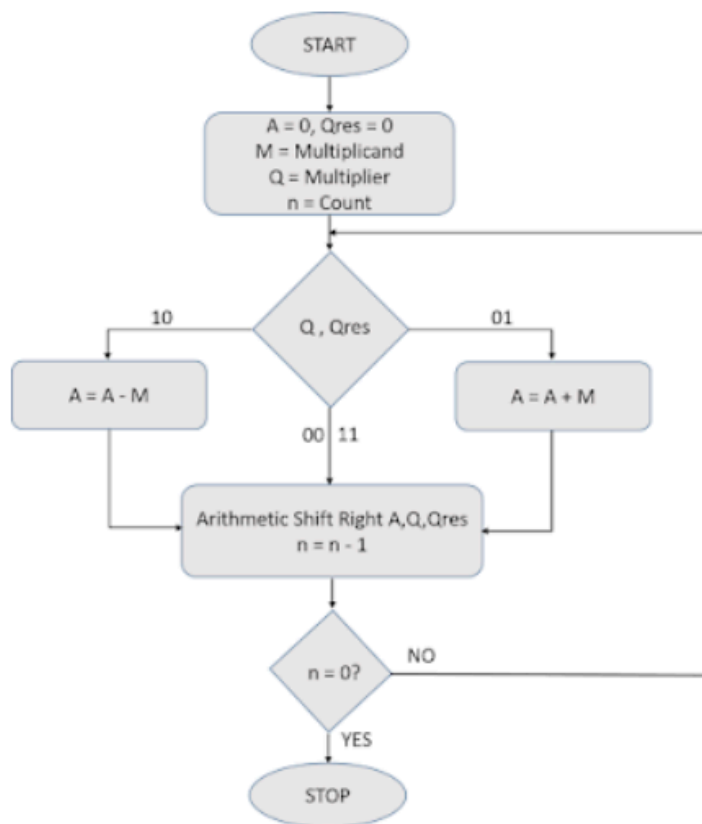 START
A = 0, Qres = 0
M = Multiplicand
Q = Multiplier
n = Count
10
Q , Qres
01
A = A - M
A = A + M
00 11
Arithmetic Shift Right A,Q,Qres
n = n - 1
n = 0?
NO
YES
STOP